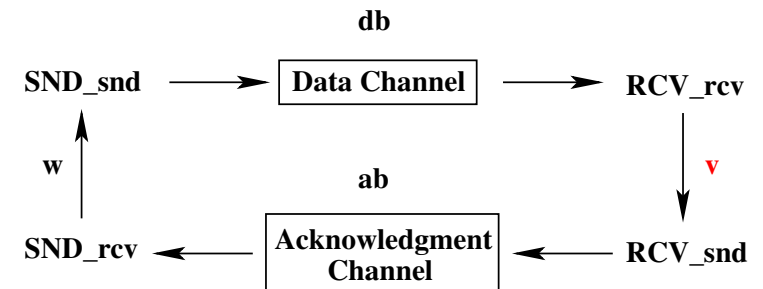 db
SND_snd
Data Channel
RCV_rcv
w
v
ab
SND_rcv
Acknowledgment
Channel
RCV_snd